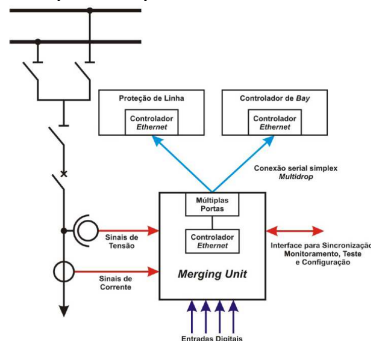 Proteção de Linha
Controlador
Ethernet
Controlador de Bay
Controlador
Ethernet
Conexão serial simplex
Multidrop
Múltiplas
Portas
Controlador
Ethernet
Merging Unit
Sinais de
Tensão
Sinais de
Corrente
Interface para Sincronização
Monitoramento, Teste
e Configuração
Entradas Digitais